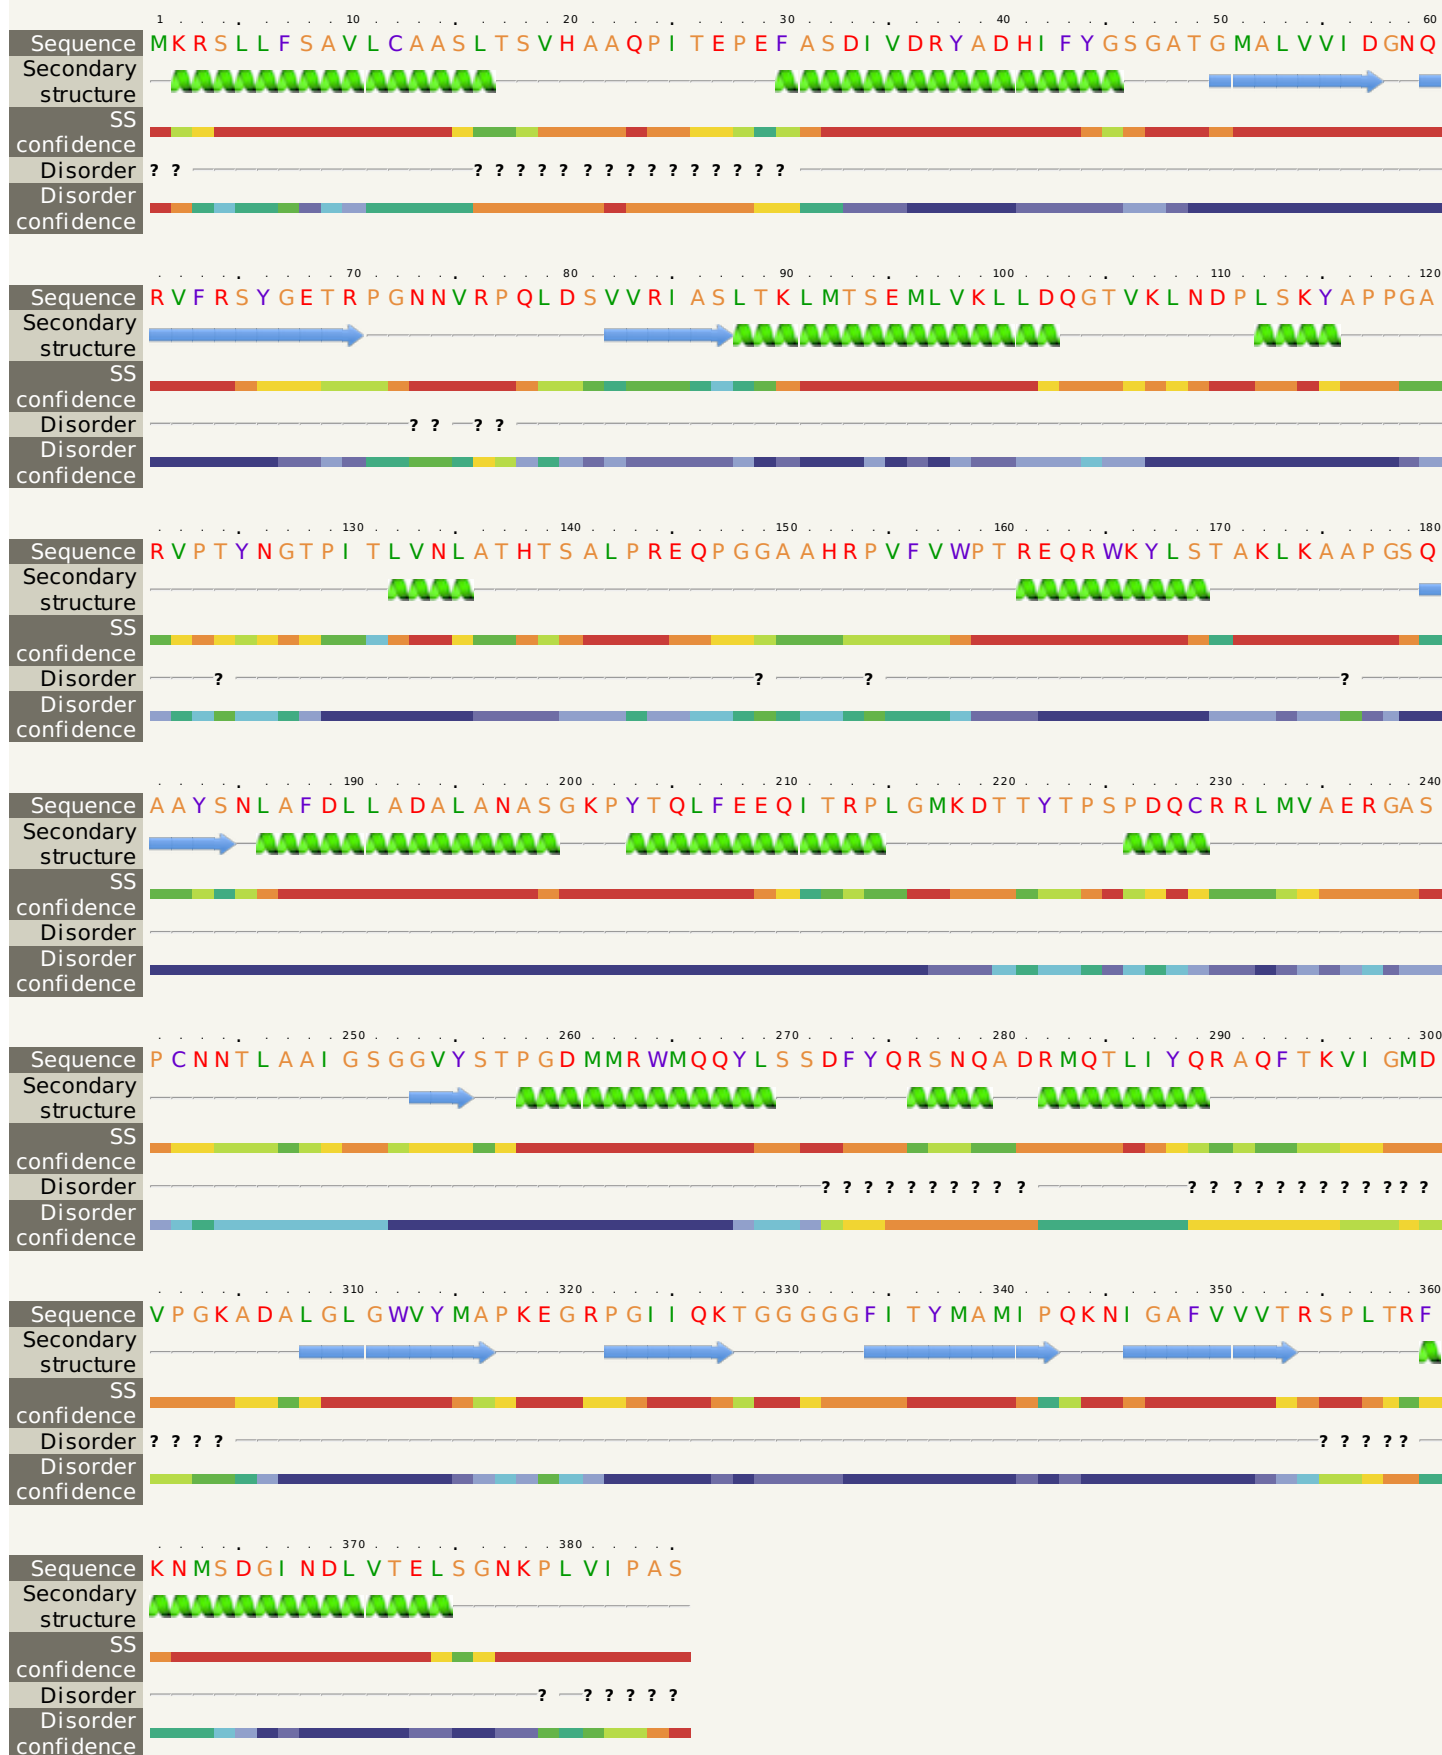 1 10 20 30 40 50 60
Sequence MKRSLLFSAVLCAASLTSVHAAQPITEPEFASDIVDRYADHIFYGSGATGMALVVIDGNQ
Secondary
structure
SS
confidence
Disorder ? ? ? ? ? ? ? ? ? ? ? ? ? ? ? ? ?
Disorder
confidence
70 80 90 100 110 120
Sequence RVFRSYGETRPGNNVRPQLDSVVRIASLTKLMTSEMLVKLLDQGTVKLNDPLSKYAPPGA
Secondary
structure
SS
confidence
Disorder ? ? ? ?
Disorder
confidence
130 140 150 160 170 180
Sequence RVPTYNGTPITLVNLATHTSALPREQPGGAAHRPVFVWPTREQRWKYLSTAKLKAAPGSQ
Secondary
structure
SS
confidence
Disorder ? ? ? ?
Disorder
confidence
190 200 210 220 230 240
Sequence AAYSNLAFDLLADALANASGKPYTQLFEEQITRPLGMKDTTYTPSPDQCRRLMVAERGAS
Secondary
structure
SS
confidence
Disorder
Disorder
confidence
250 260 270 280 290 300
Sequence PCNNTLAAIGSGGVYSTPGDMMRWMQQYLSSDFYQRSNQADRMQTLIYQRAQFTKVIGMD
Secondary
structure
SS
confidence
Disorder ? ? ? ? ? ? ? ? ? ? ? ? ? ? ? ? ? ? ? ? ? ?
Disorder
confidence
310 320 330 340 350 360
Sequence VPGKADALGLGWVYMAPKEGRPGIIQKTGGGGGFITYMAMIPQKNIGAFVVVTRSPLTRF
Secondary
structure
SS
confidence
Disorder ? ? ? ? ? ? ? ? ?
Disorder
confidence
370 380
Sequence KNMSDGINDLVTELSGNKPLVIPAS
Secondary
structure
SS
confidence
Disorder ? ? ? ? ? ?
Disorder
confidence